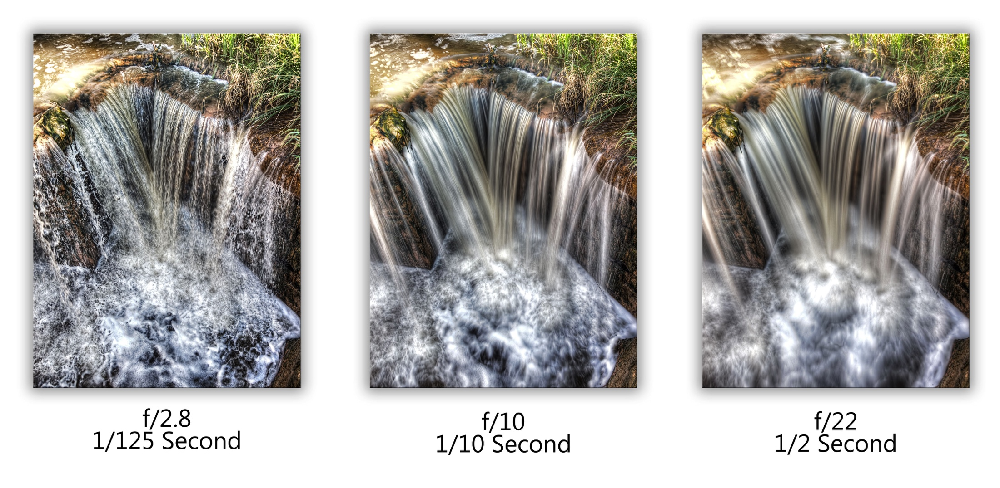 f/2.8
1/125 Second
f/10
1/10 Second
f/22
1/2 Second